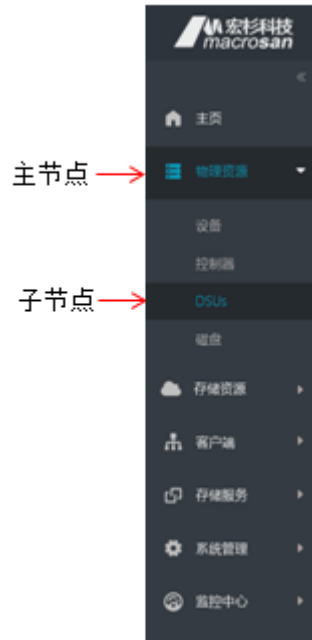 宏杉科技
macrosan
«
主页
主节点
物理资源
设备
控制器
子节点
DSUs
磁盘
存储资源
客户端
存储服务
系统管理
监控中心